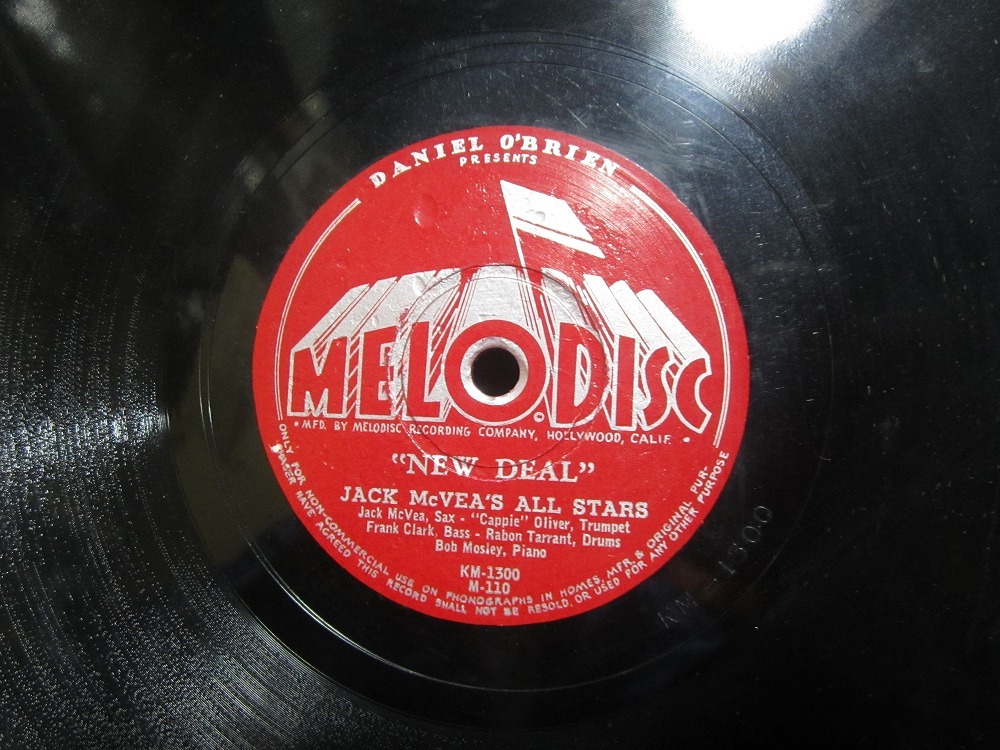 DANIEL O'BRIEN
PRESENTS
MELODISC
©
• MFD. BY MELODISC RECORDING COMPANY, HOLLYWOOD, CALIF. •
"NEW DEAL"
JACK McVEA'S ALL STARS
Jack McVea, Sax - "Cappie" Oliver, Trumpet
Frank Clark, Bass - Rabon Tarrant, Drums
Bob Mosley, Piano
KM-1300
M-110
ONLY FOR NON-COMMERCIAL USE ON PHONOGRAPHS IN HOMES. MFR. & ORIGINAL PUR-
CHASER HAVE AGREED THIS RECORD SHALL NOT BE RESOLD, OR USED FOR ANY OTHER PURPOSE
KM 1300